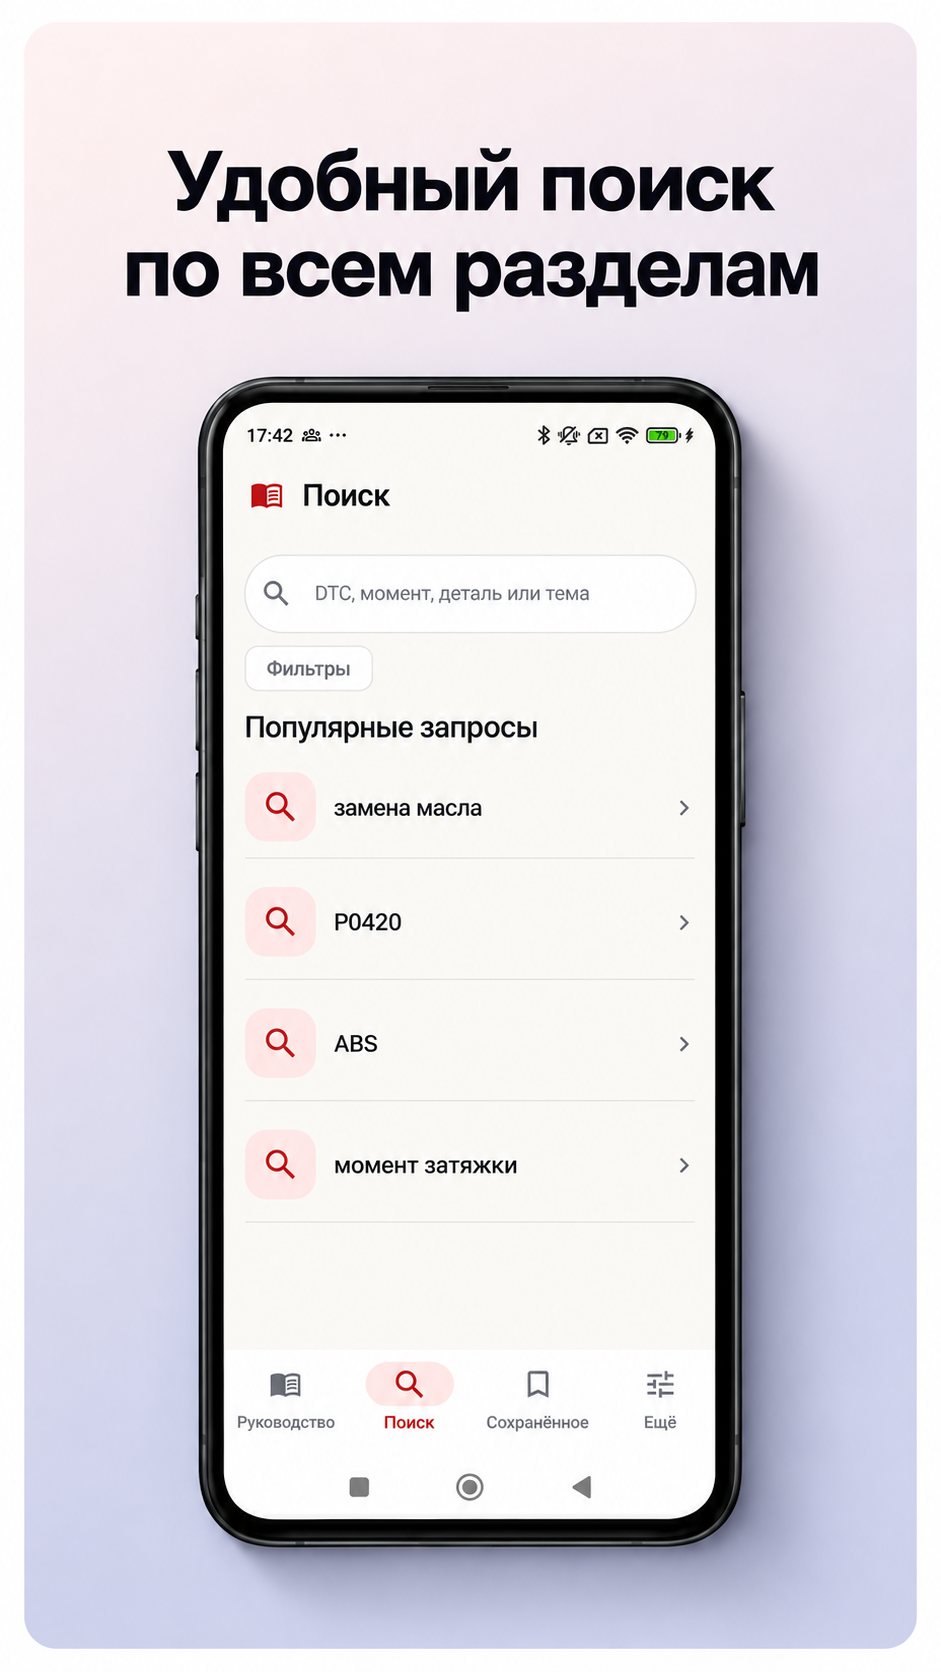 Удобный поиск
по всем разделам
17:42
79
Поиск
DTC, момент, деталь или тема
Фильтры
Популярные запросы
замена масла
P0420
ABS
момент затяжки
Руководство
Поиск
Сохранённое
Ещё